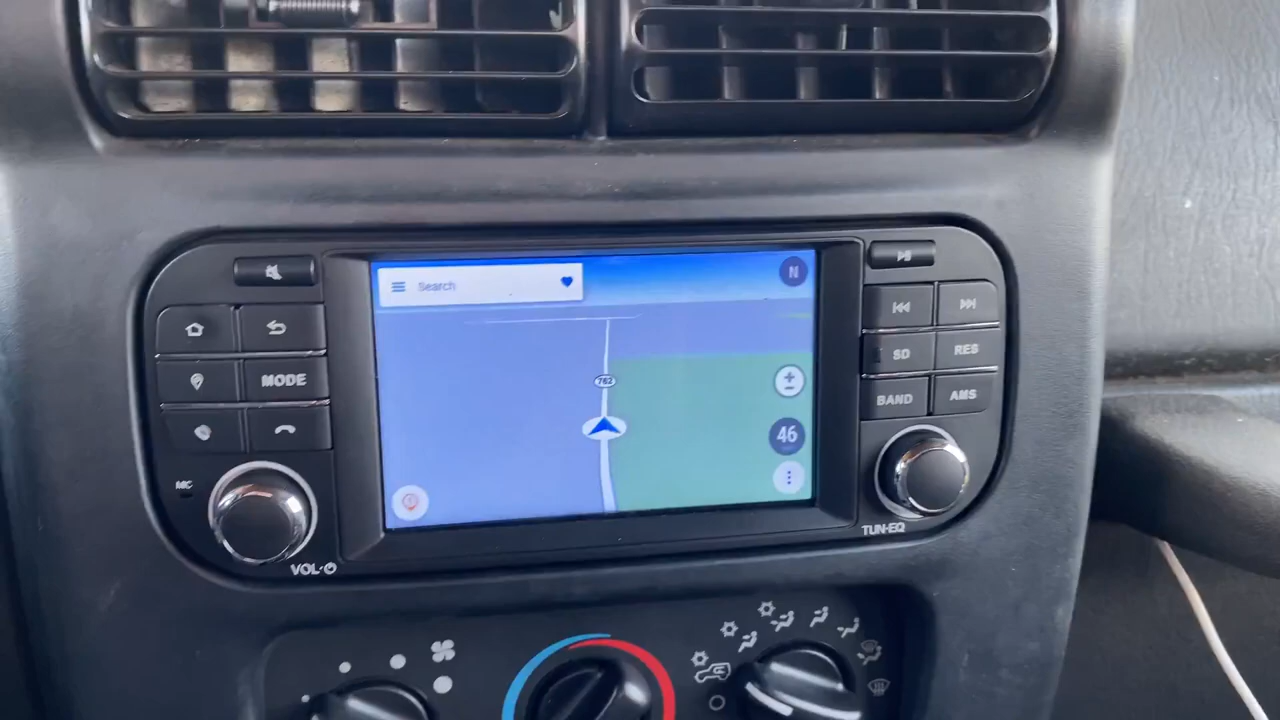 Search
N
762
46
MODE
MIC
VOL
SD
RES
BAND
AMS
TUN-EQ